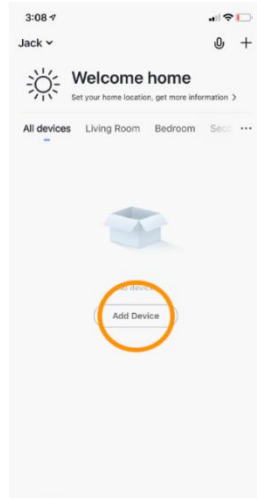 3:08
Jack
Welcome home
Set your home location, get more information >
All devices Living Room Bedroom
Add Device